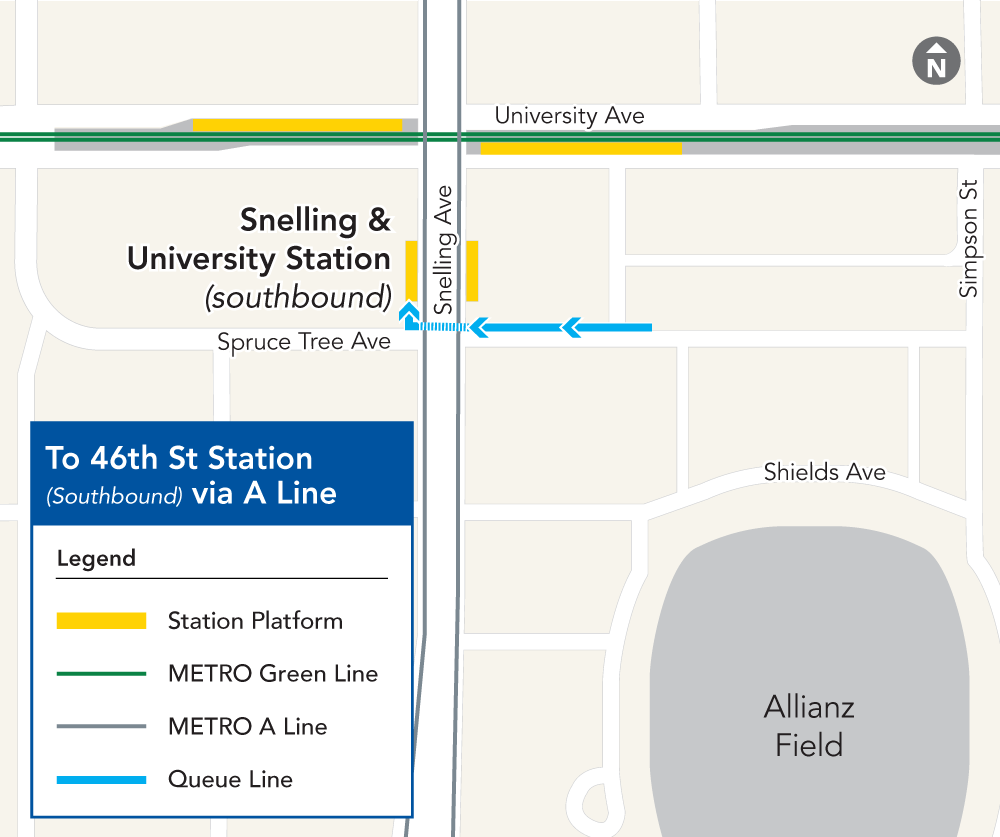 N
University Ave
Snelling Ave
Simpson St
Snelling &
University Station
(southbound)
Spruce Tree Ave
To 46th St Station
(Southbound) via A Line
Shields Ave
Legend
Station Platform
METRO Green Line
METRO A Line
Queue Line
Allianz
Field